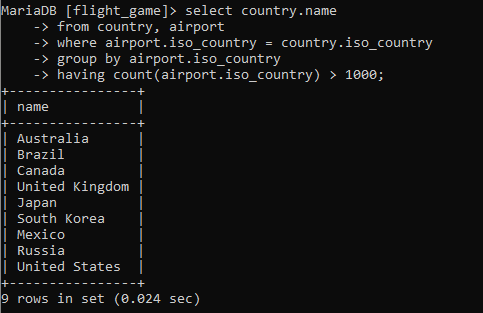 MariaDB [flight_game]> select country.name
    -> from country, airport
    -> where airport.iso_country = country.iso_country
    -> group by airport.iso_country
    -> having count(airport.iso_country) > 1000;
+----------------+
| name           |
+----------------+
| Australia      |
| Brazil         |
| Canada         |
| United Kingdom |
| Japan          |
| South Korea    |
| Mexico         |
| Russia         |
| United States  |
+----------------+
9 rows in set (0.024 sec)